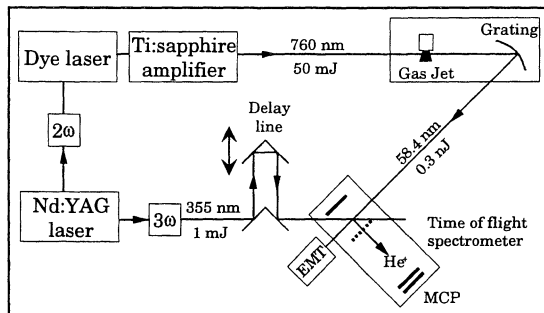 Dye laser
Ti:sapphire
amplifier
760 nm
50 mJ
Gas Jet
Grating
2ω
Delay
line
58.4 nm
0.3 nJ
Nd:YAG
laser
3ω
355 nm
1 mJ
Time of flight
spectrometer
EMT
He*
MCP